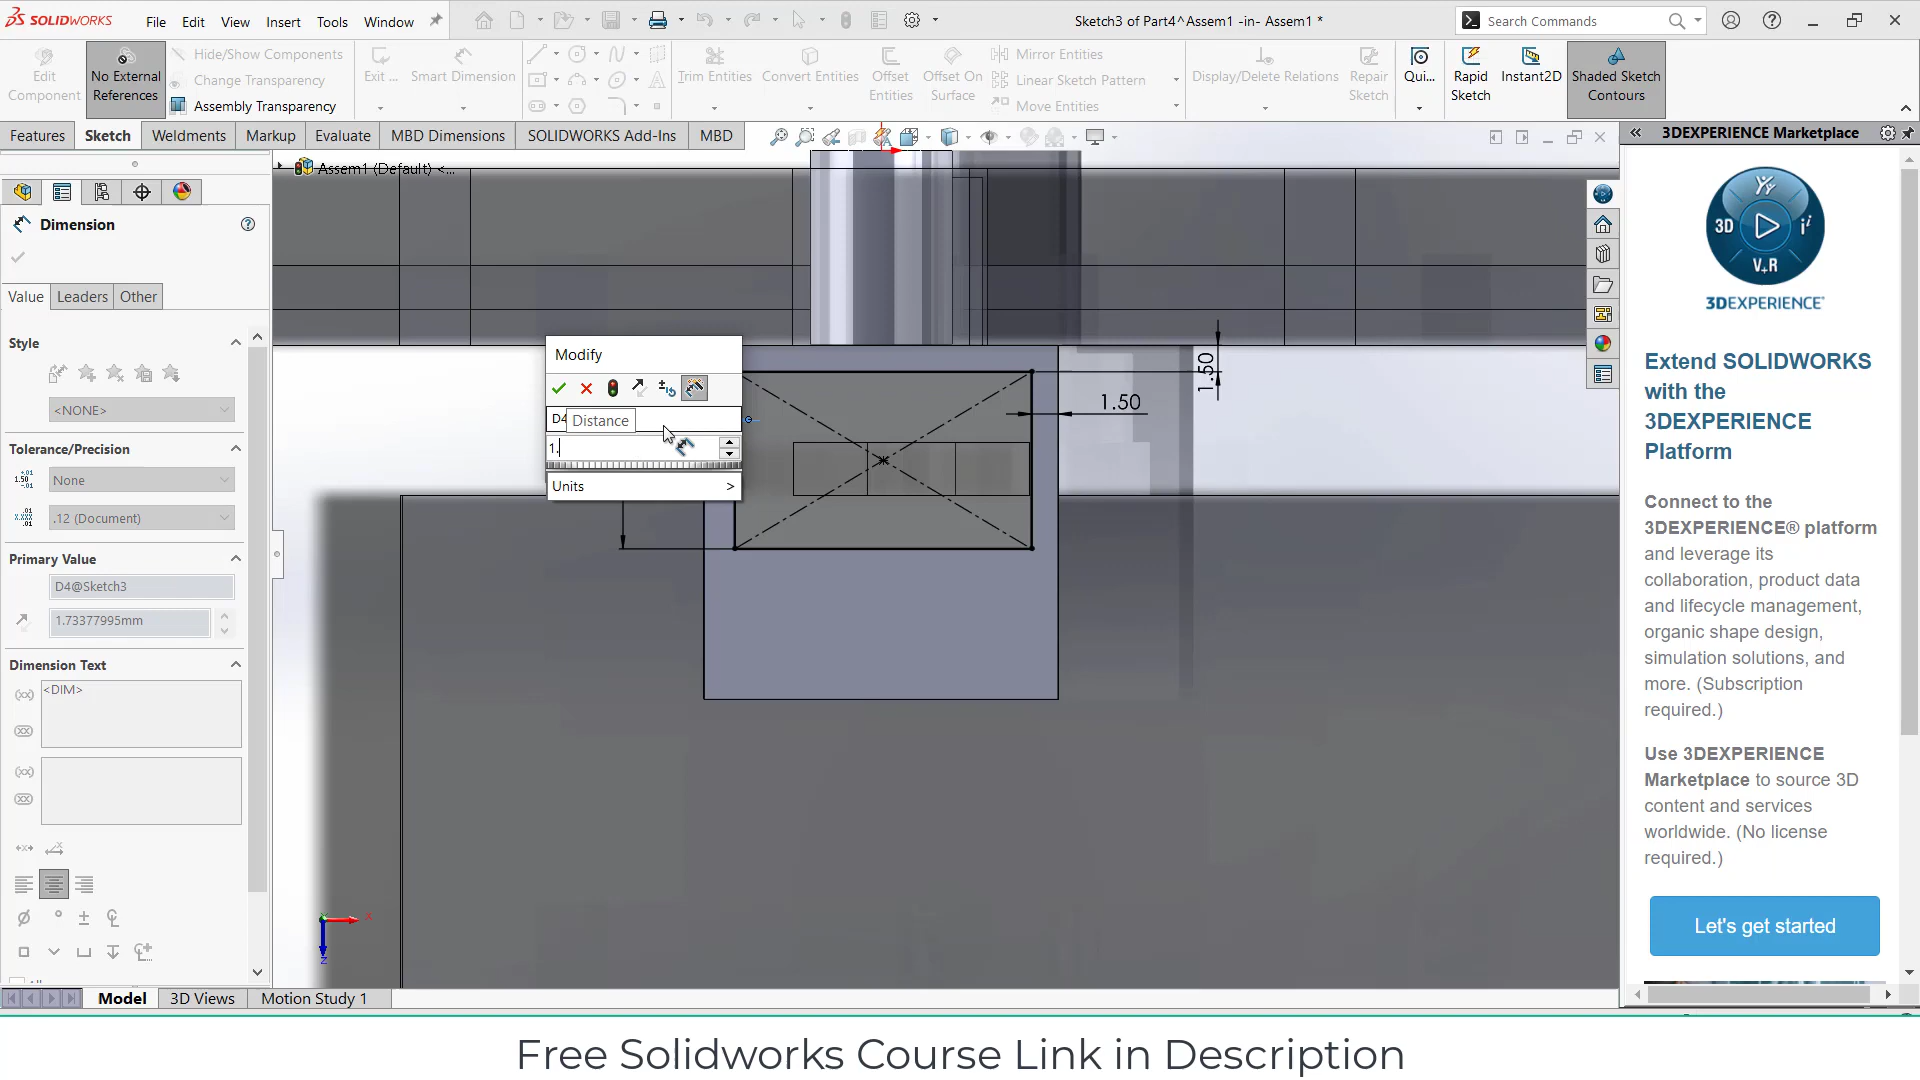 SOLIDWORKS
File Edit View Insert Tools Window
Sketch3 of Part4^Assem1 -in- Assem1 *
Search Commands
Edit Component
No External References
Hide/Show Components
Change Transparency
Assembly Transparency
Exit ...
Smart Dimension
Trim Entities
Convert Entities
Offset Entities
Offset On Surface
Mirror Entities
Linear Sketch Pattern
Move Entities
Display/Delete Relations
Repair Sketch
Qui...
Rapid Sketch
Instant2D
Shaded Sketch Contours
Features Sketch Weldments Markup Evaluate MBD Dimensions SOLIDWORKS Add-Ins MBD
3DEXPERIENCE Marketplace
Assem1 (Default) <...
Dimension
Value Leaders Other
Style
<NONE>
Tolerance/Precision
None
.12 (Document)
Primary Value
D4@Sketch3
1.73377995mm
Dimension Text
<DIM>
Modify
D4
Distance
1.
Units >
1.50
1.50
X
Z
3D
V+R
3DEXPERIENCE
Extend SOLIDWORKS
with the
3DEXPERIENCE
Platform
Connect to the
3DEXPERIENCE® platform
and leverage its
collaboration, product data
and lifecycle management,
organic shape design,
simulation solutions, and
more. (Subscription
required.)
Use 3DEXPERIENCE
Marketplace to source 3D
content and services
worldwide. (No license
required.)
Let's get started
Model 3D Views Motion Study 1
Free Solidworks Course Link in Description